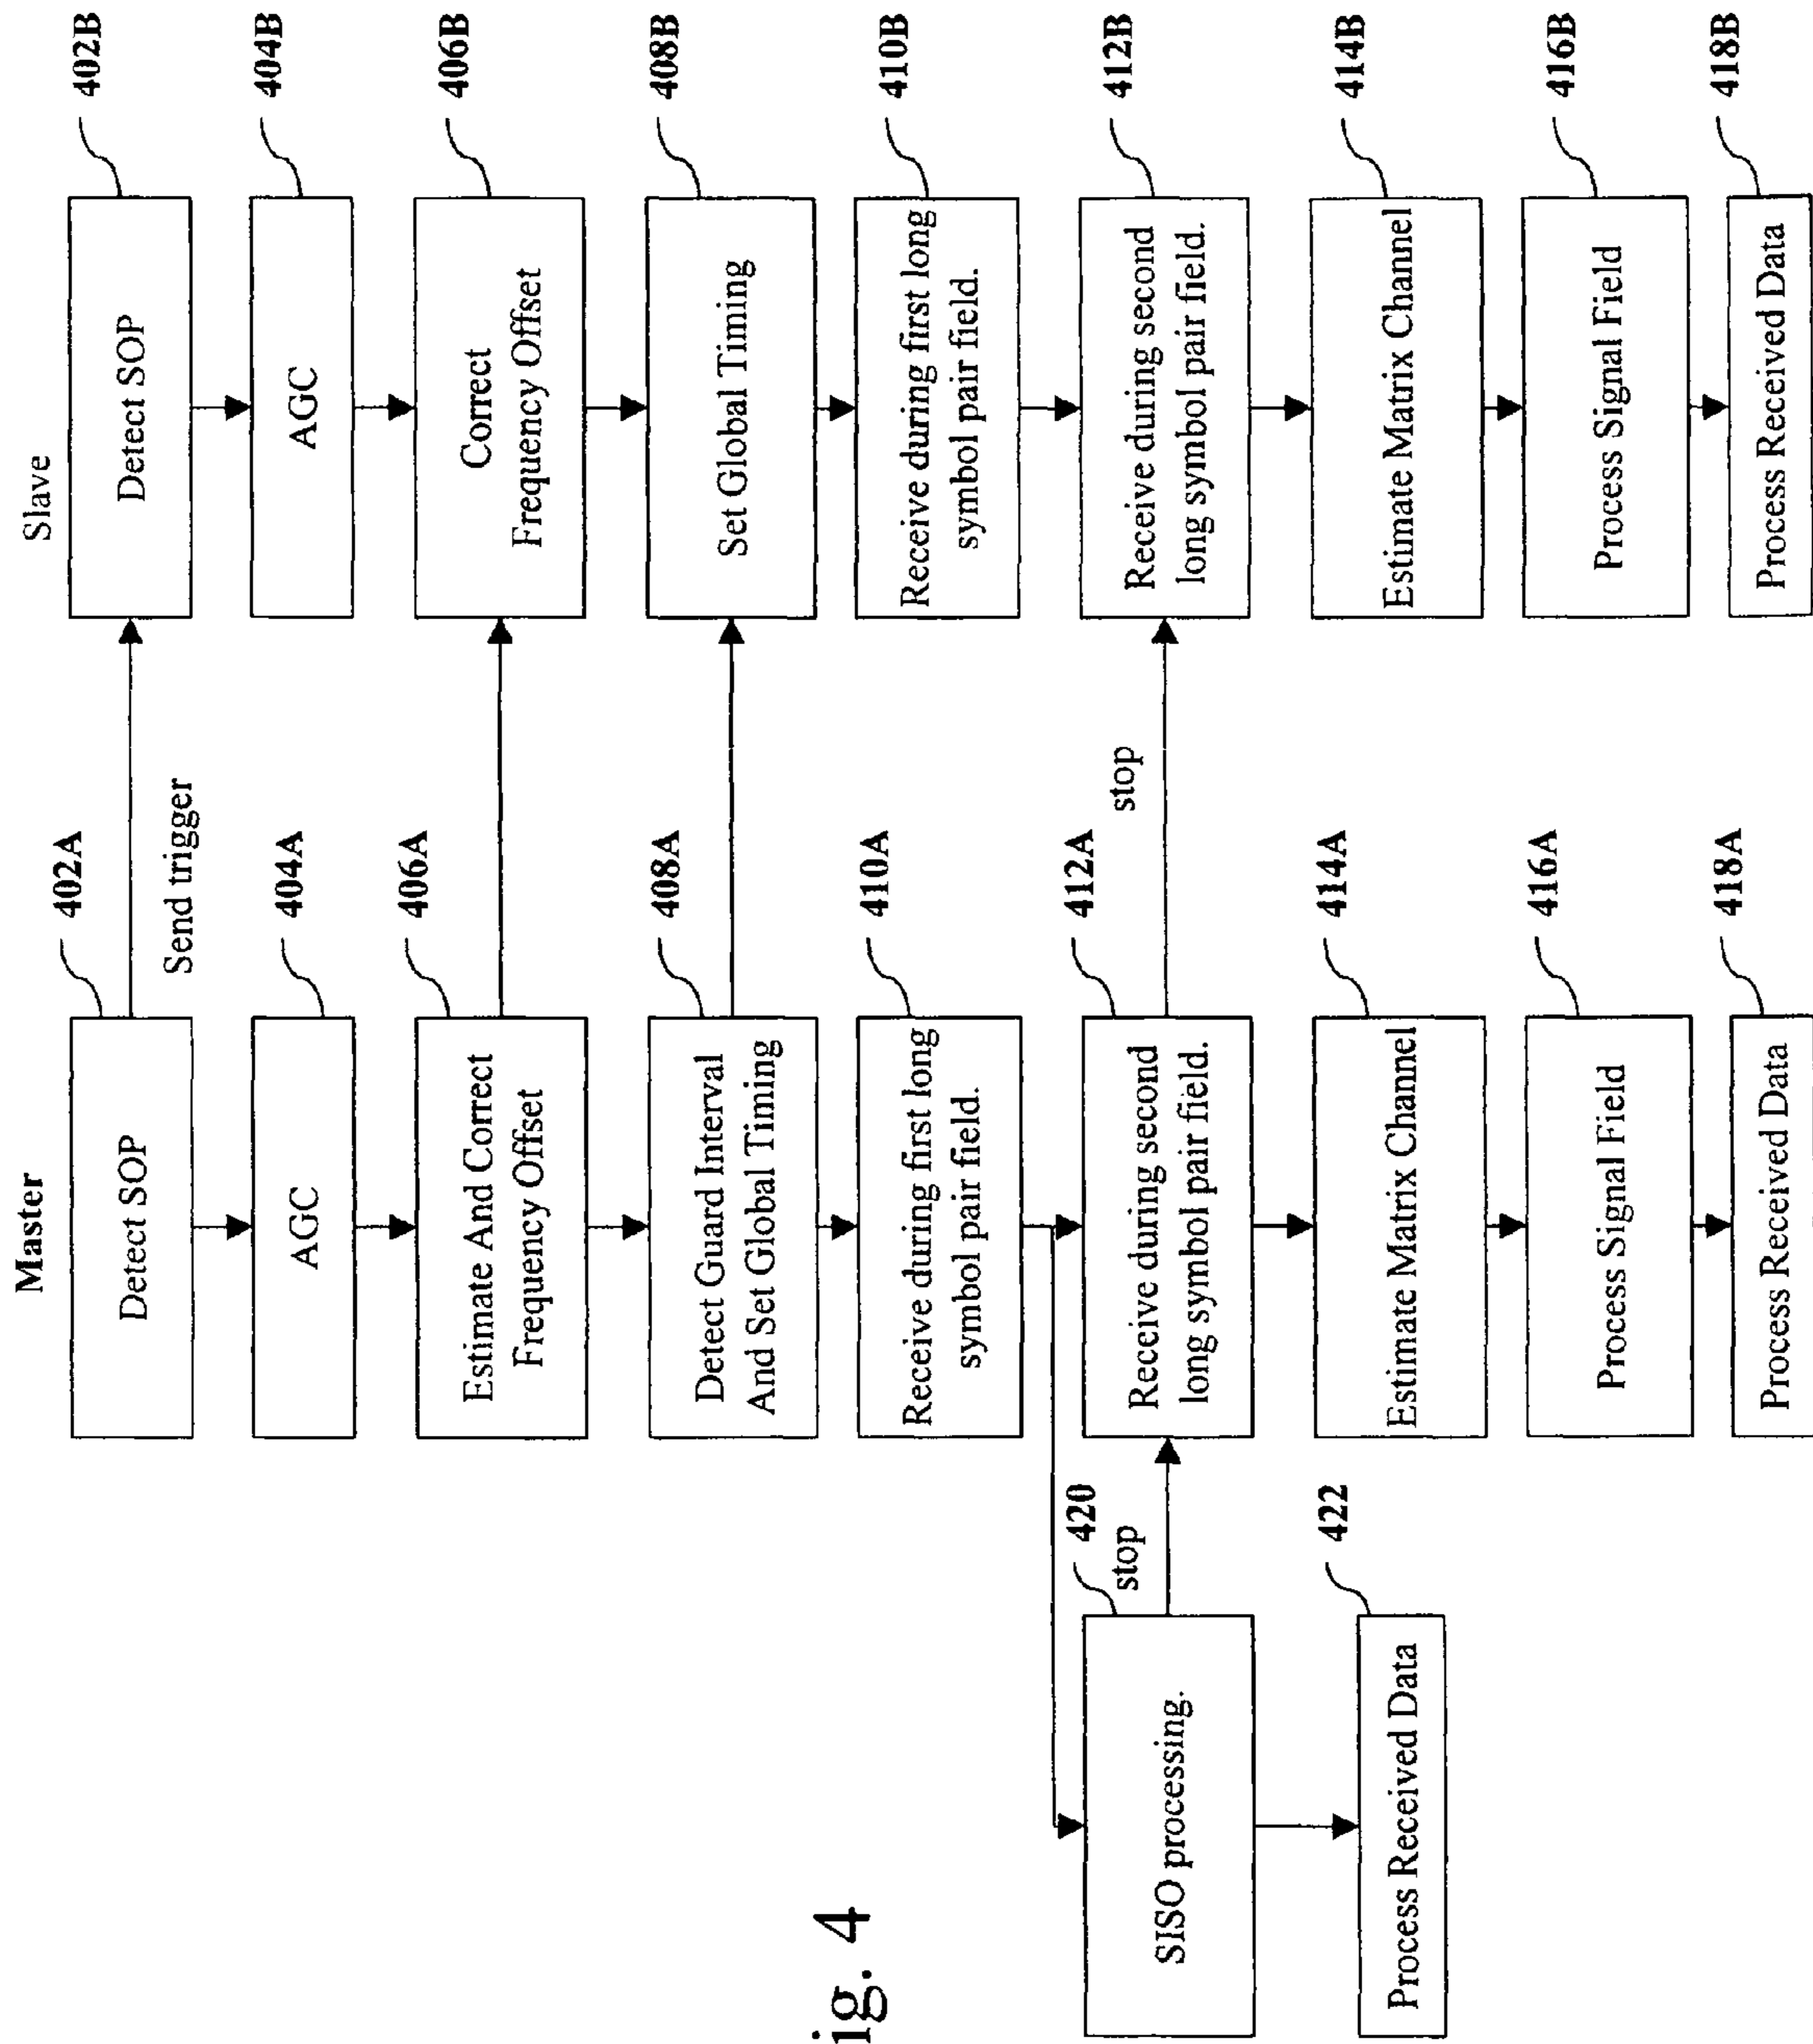 Master
Slave
402A
Detect SOP
Send trigger
402B
Detect SOP
404A
AGC
404B
AGC
406A
Estimate And Correct
Frequency Offset
406B
Correct
Frequency Offset
408A
Detect Guard Interval
And Set Global Timing
408B
Set Global Timing
410A
Receive during first long
symbol pair field.
410B
Receive during first long
symbol pair field.
420
SISO processing.
stop
412A
Receive during second
long symbol pair field.
stop
412B
Receive during second
long symbol pair field.
422
Process Received Data
414A
Estimate Matrix Channel
414B
Estimate Matrix Channel
416A
Process Signal Field
416B
Process Signal Field
418A
Process Received Data
418B
Process Received Data
ig. 4